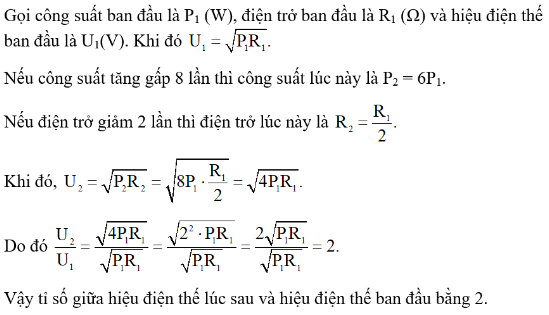 Gọi công suất ban đầu là P₁ (W), điện trở ban đầu là R₁ (Ω) và hiệu điện thế
ban đầu là U₁(V). Khi đó U₁ = √(P₁R₁).
Nếu công suất tăng gấp 8 lần thì công suất lúc này là P₂ = 6P₁.
Nếu điện trở giảm 2 lần thì điện trở lúc này là R₂ = R₁/2.
Khi đó, U₂ = √(P₂R₂) = √(8P₁ · R₁/2) = √(4P₁R₁).
Do đó U₂/U₁ = √(4P₁R₁)/√(P₁R₁) = √(2² · P₁R₁)/√(P₁R₁) = 2√(P₁R₁)/√(P₁R₁) = 2.
Vậy tỉ số giữa hiệu điện thế lúc sau và hiệu điện thế ban đầu bằng 2.